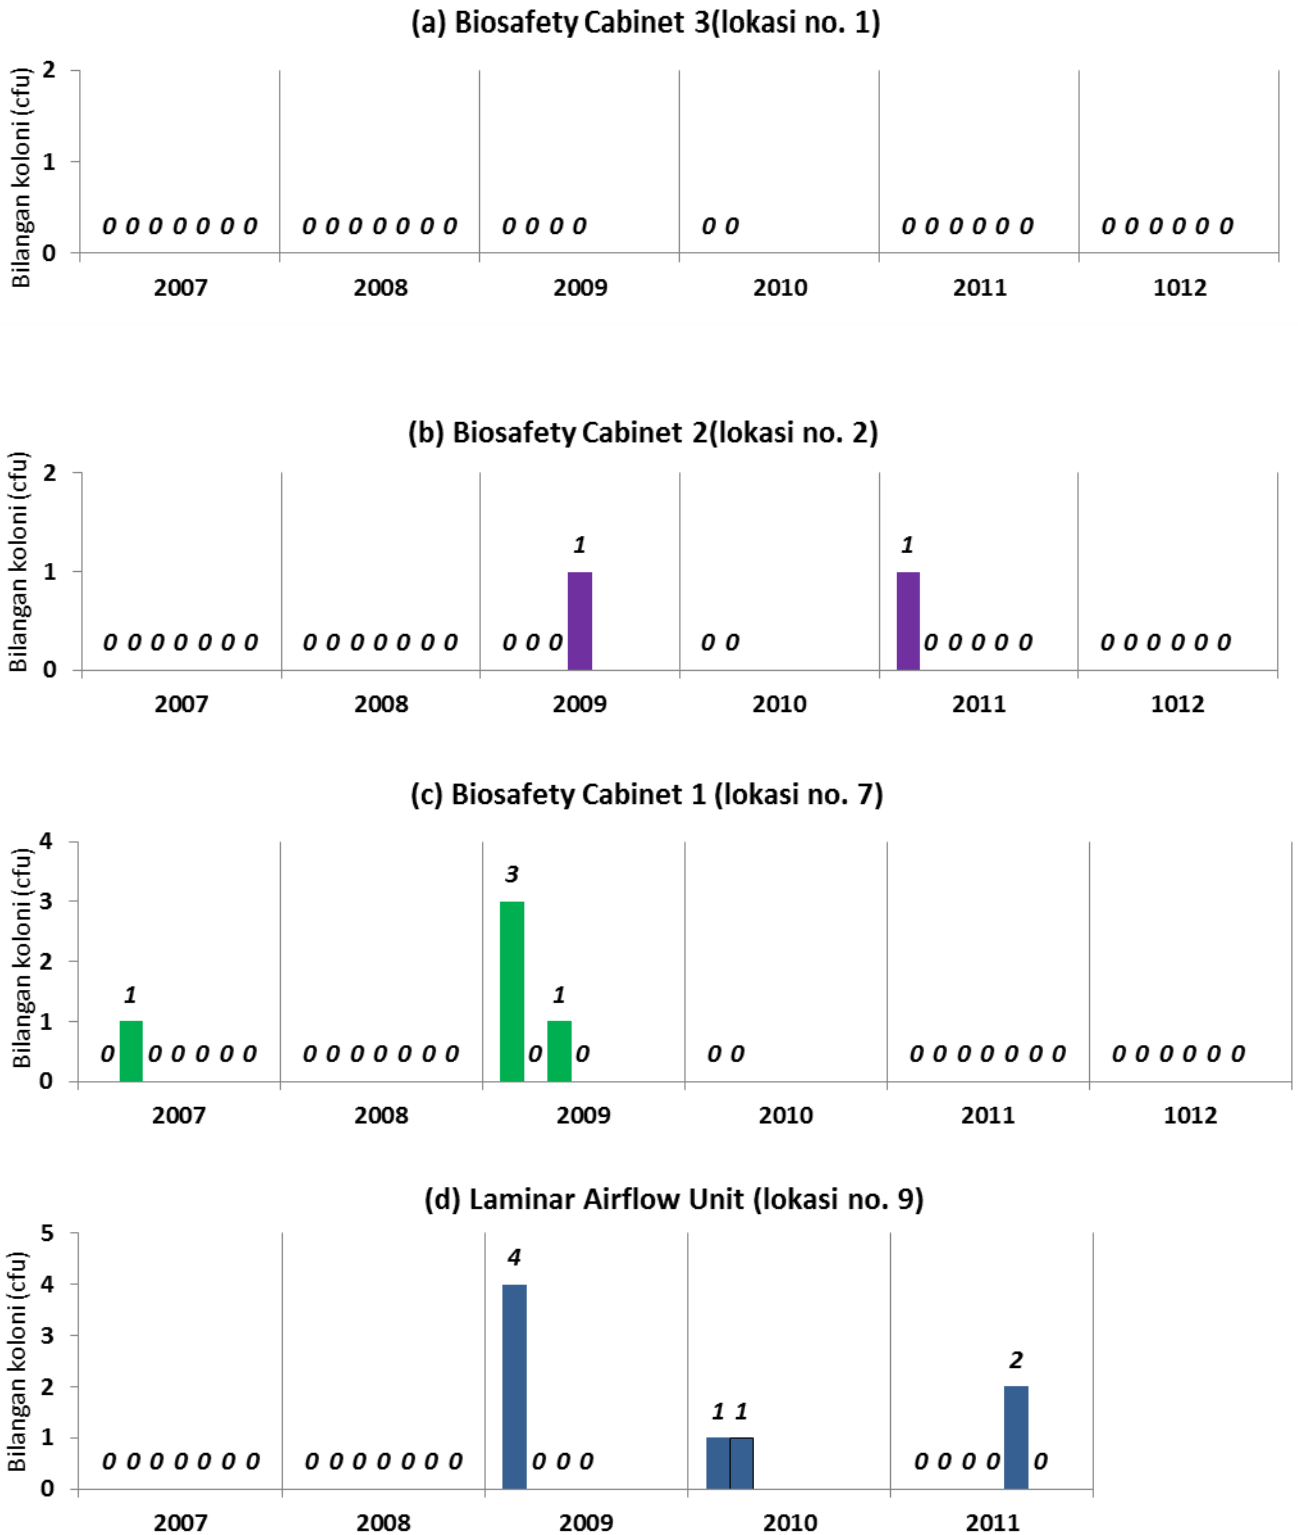 (a) Biosafety Cabinet 3(lokasi no. 1)
Bilangan koloni (cfu)
2
1
0
0 0 0 0 0 0 0 0 0 0 0 0 0 0 0 0 0 0 0 0 0 0 0 0 0 0 0 0 0 0 0 0
2007 2008 2009 2010 2011 1012
(b) Biosafety Cabinet 2(lokasi no. 2)
Bilangan koloni (cfu)
2
1 1
1
0 0 0 0 0 0 0 0 0 0 0 0 0 0 0 0 0 0 0 0 0 0 0 0 0 0 0 0 0 0
0
2007 2008 2009 2010 2011 1012
(c) Biosafety Cabinet 1 (lokasi no. 7)
Bilangan koloni (cfu)
4
3
3
2
1 1
1
0 0 0 0 0 0 0 0 0 0 0 0 0 0 0 0 0 0 0 0 0 0 0 0 0 0 0 0 0 0
0
2007 2008 2009 2010 2011 1012
(d) Laminar Airflow Unit (lokasi no. 9)
Bilangan koloni (cfu)
5
4
4
3
2
2
1 1
1
0 0 0 0 0 0 0 0 0 0 0 0 0 0 0 0 0 0 0 0 0 0
0
2007 2008 2009 2010 2011